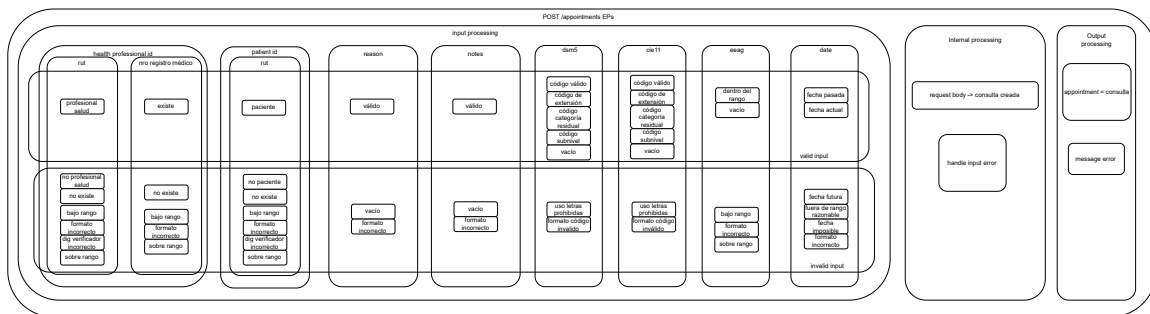 POST /appointments EPs
input processing
health professional id
rut
profesional
salud
no profesional
salud
no existe
bajo rango
formato
incorrecto
dig verificador
incorrecto
sobre rango
nro registro médico
existe
no existe
bajo rango
formato
incorrecto
sobre rango
patient id
rut
paciente
no paciente
no existe
bajo rango
formato
incorrecto
dig verificador
incorrecto
sobre rango
reason
válido
vacío
formato
incorrecto
notes
válido
vacío
formato
incorrecto
dsm5
código válido
código de
extensión
código
categoría
residual
código
subnivel
vacío
uso letras
prohibidas
formato código
invalido
cie11
código válido
código de
extensión
código
categoría
residual
código
subnivel
vacío
uso letras
prohibidas
formato código
inválido
eeag
dentro del
rango
vacío
bajo rango
formato
incorrecto
sobre rango
date
fecha pasada
fecha actual
valid input
fecha futura
fuera de rango
razonable
fecha
imposible
formato
incorrecto
invalid input
Internal processing
request body -> consulta creada
handle input error
Output
processing
appointment = consulta
message error